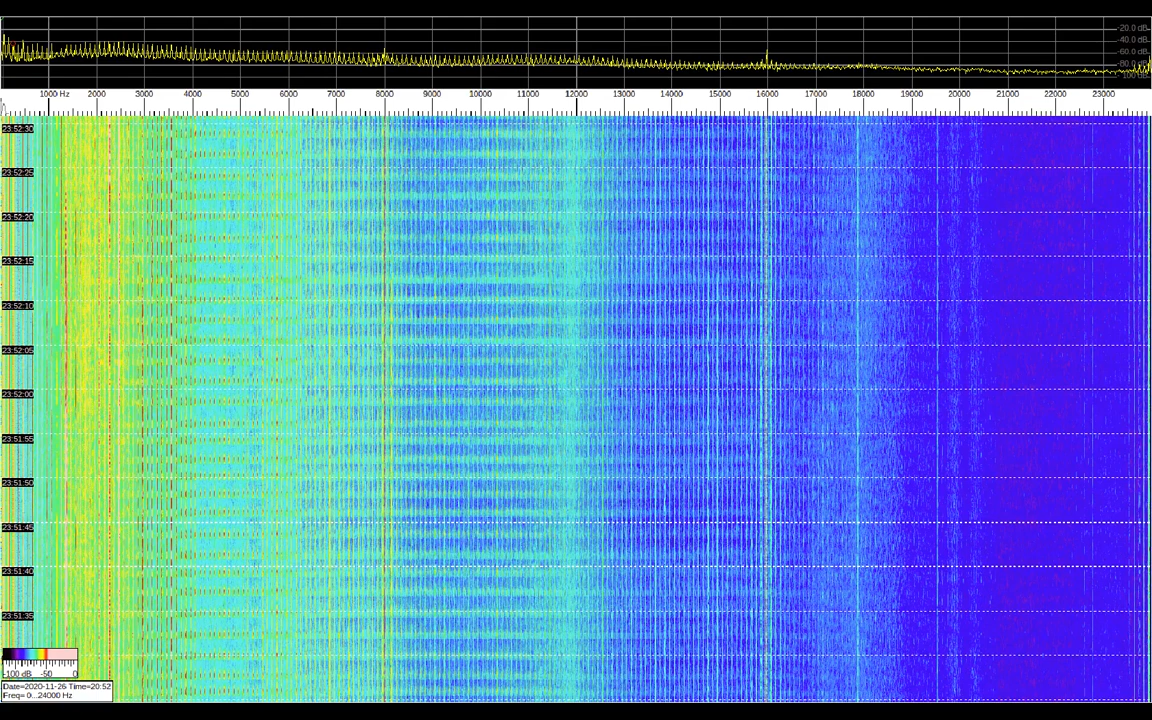 -20.0 dB
-40.0 dB
-60.0 dB
-80.0 dB
1000 Hz 2000 3000 4000 5000 6000 7000 8000 9000 10000 11000 12000 13000 14000 15000 16000 17000 18000 19000 20000 21000 22000 23000
23:52:30
23:52:25
23:52:20
23:52:15
23:52:10
23:52:05
23:52:00
23:51:55
23:51:50
23:51:45
23:51:40
23:51:35
-100 dB -50 0
Date=2020-11-26 Time=20:52
Freq= 0...24000 Hz